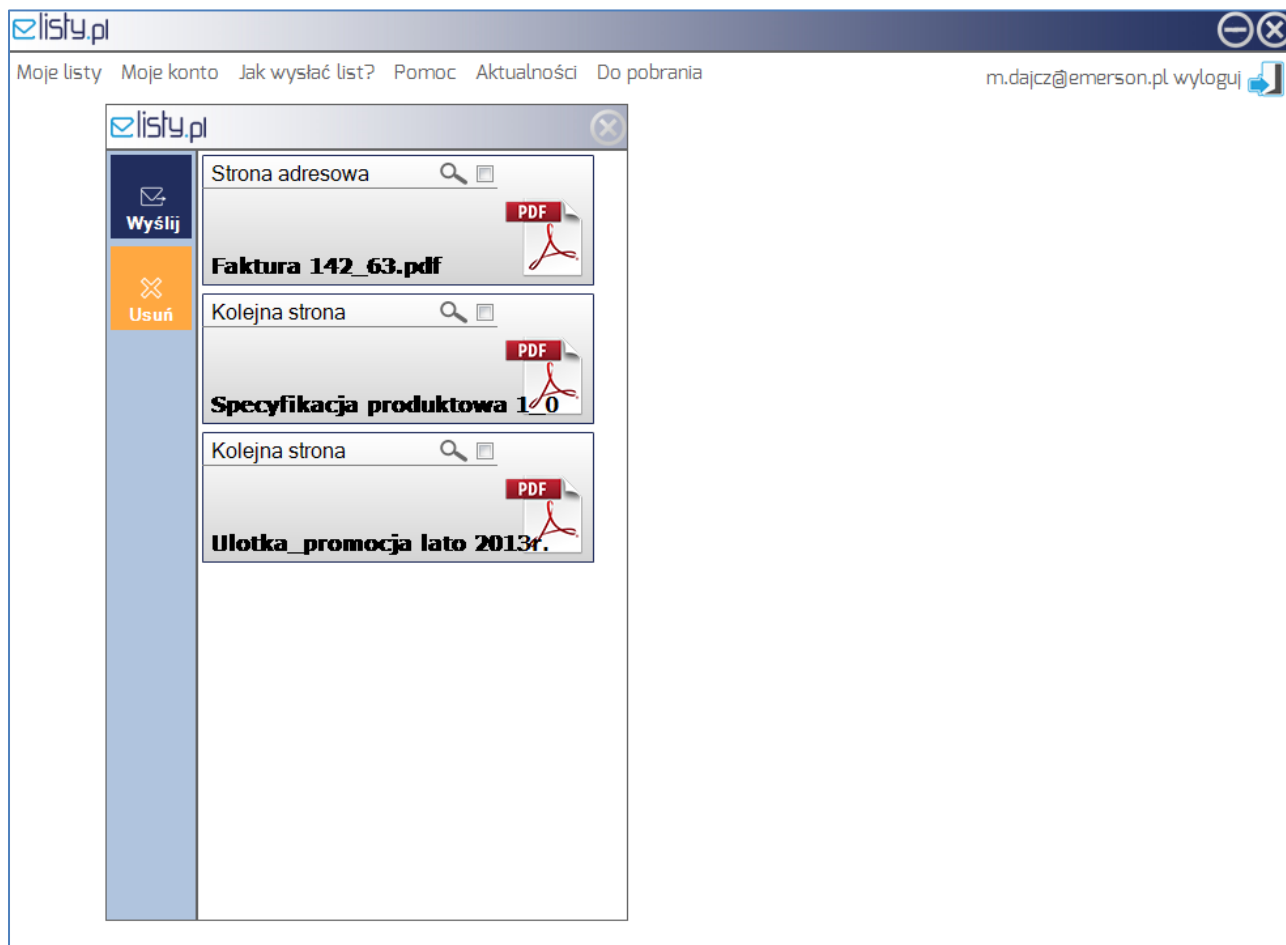 listy.pl
Moje listy Moje konto Jak wysłać list? Pomoc Aktualności Do pobrania
m.dajcz@emerson.pl wyloguj
listy.pl
Wyślij
Usuń
Strona adresowa
PDF
Faktura 142_63.pdf
Kolejna strona
PDF
Specyfikacja produktowa 1_0
Kolejna strona
PDF
Ulotka_promocja lato 2013r.